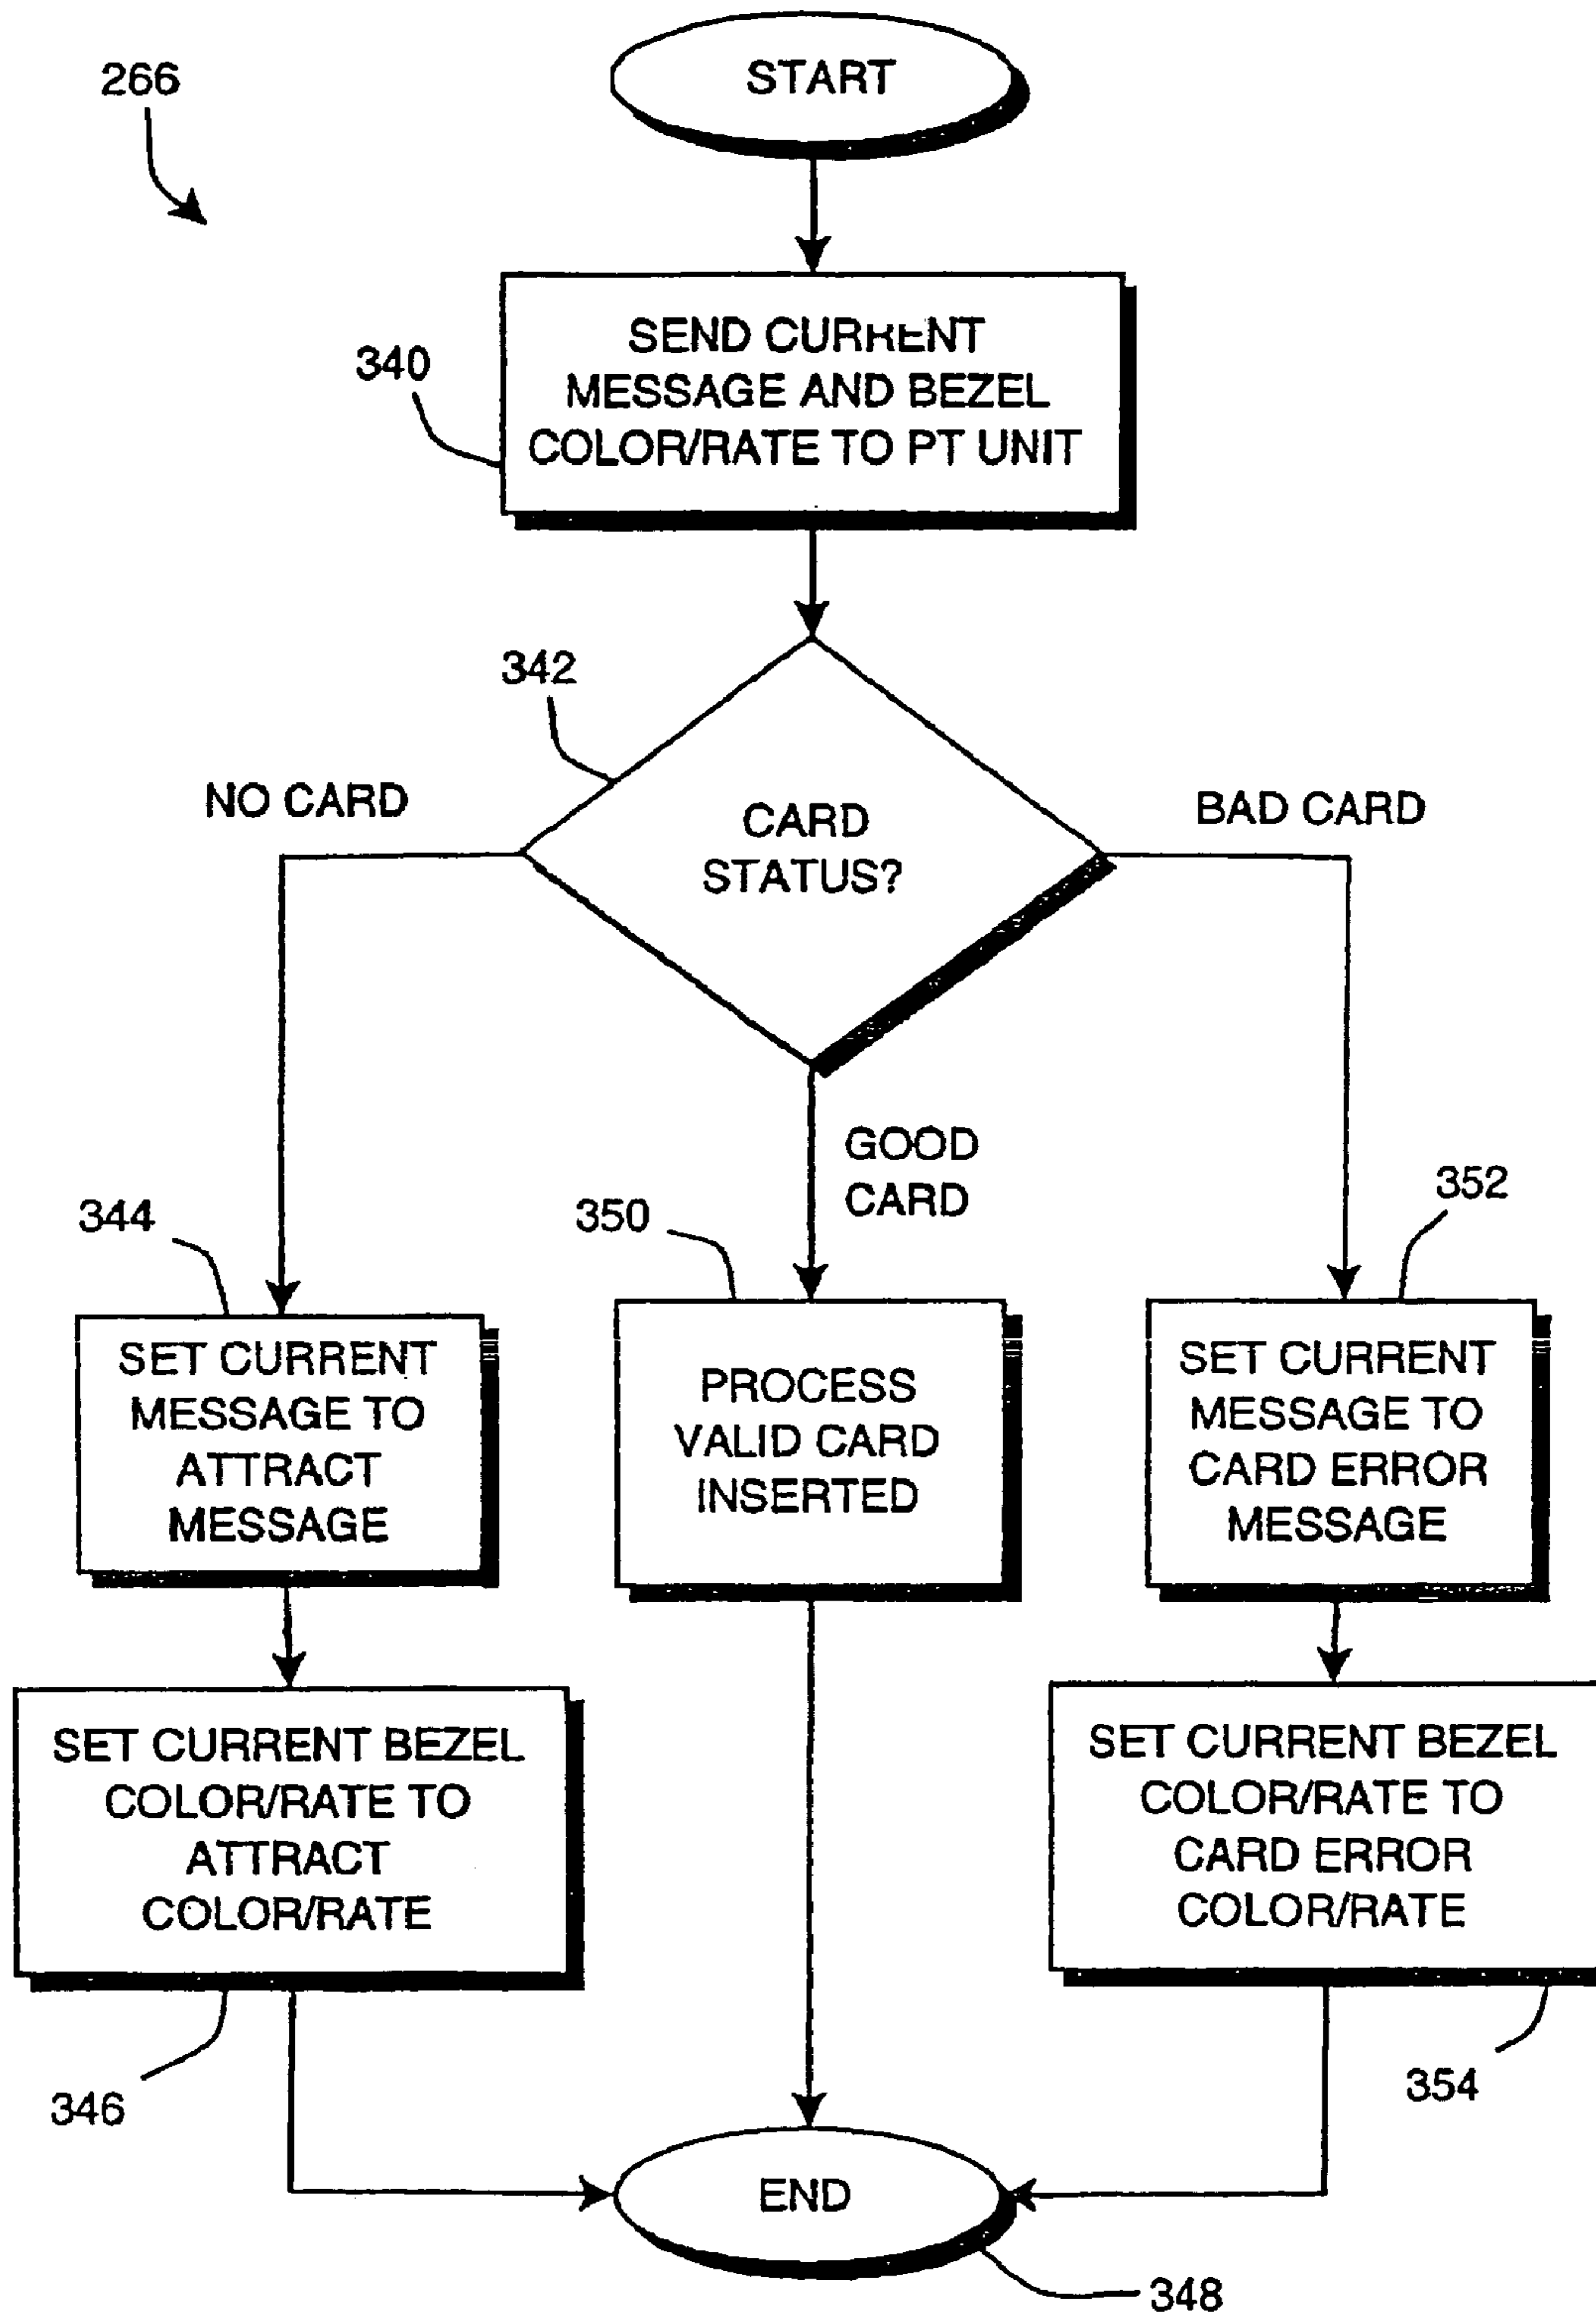 266
START
340
SEND CURRENT
MESSAGE AND BEZEL
COLOR/RATE TO PT UNIT
342
NO CARD
CARD
STATUS?
BAD CARD
GOOD
CARD
344
SET CURRENT
MESSAGE TO
ATTRACT
MESSAGE
350
PROCESS
VALID CARD
INSERTED
352
SET CURRENT
MESSAGE TO
CARD ERROR
MESSAGE
SET CURRENT BEZEL
COLOR/RATE TO
ATTRACT
COLOR/RATE
346
SET CURRENT BEZEL
COLOR/RATE TO
CARD ERROR
COLOR/RATE
354
END
348